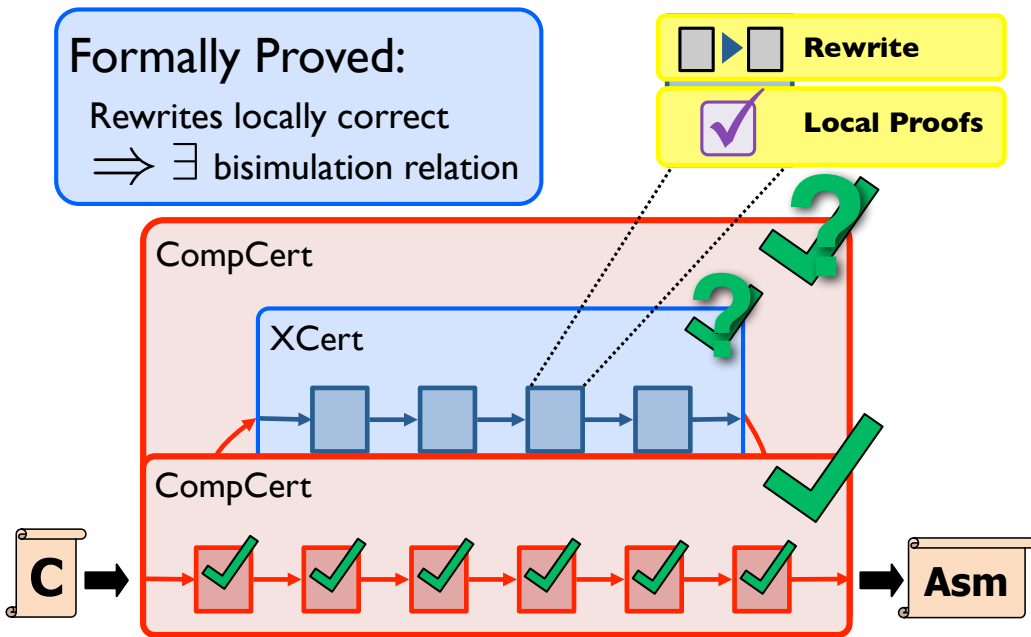 Formally Proved:
Rewrites locally correct
⇒ ∃ bisimulation relation
Rewrite
Local Proofs
CompCert
?
XCert
?
CompCert
C
Asm